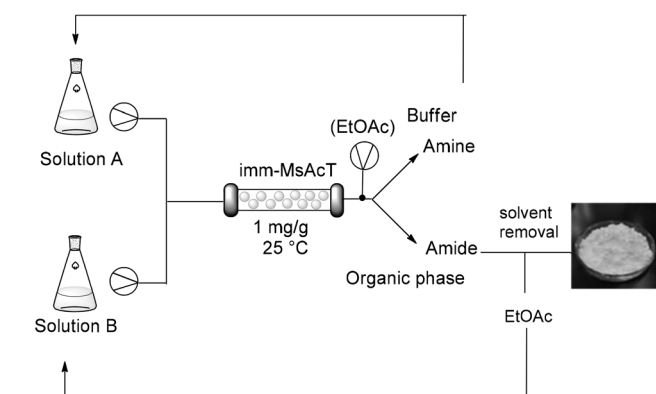 Solution A
(EtOAc)
Buffer
Amine
imm-MsAcT
1 mg/g
25 °C
Amide
Organic phase
solvent
removal
EtOAc
Solution B